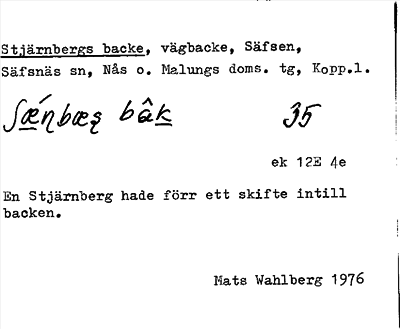 Stjärnbergs backe, vägbacke, Säfsen,
Säfsnäs sn, Nås o. Malungs doms. tg, Kopp.l.
35
ek 12E 4e
En Stjärnberg hade förr ett skifte intill
backen.
Mats Wahlberg 1976